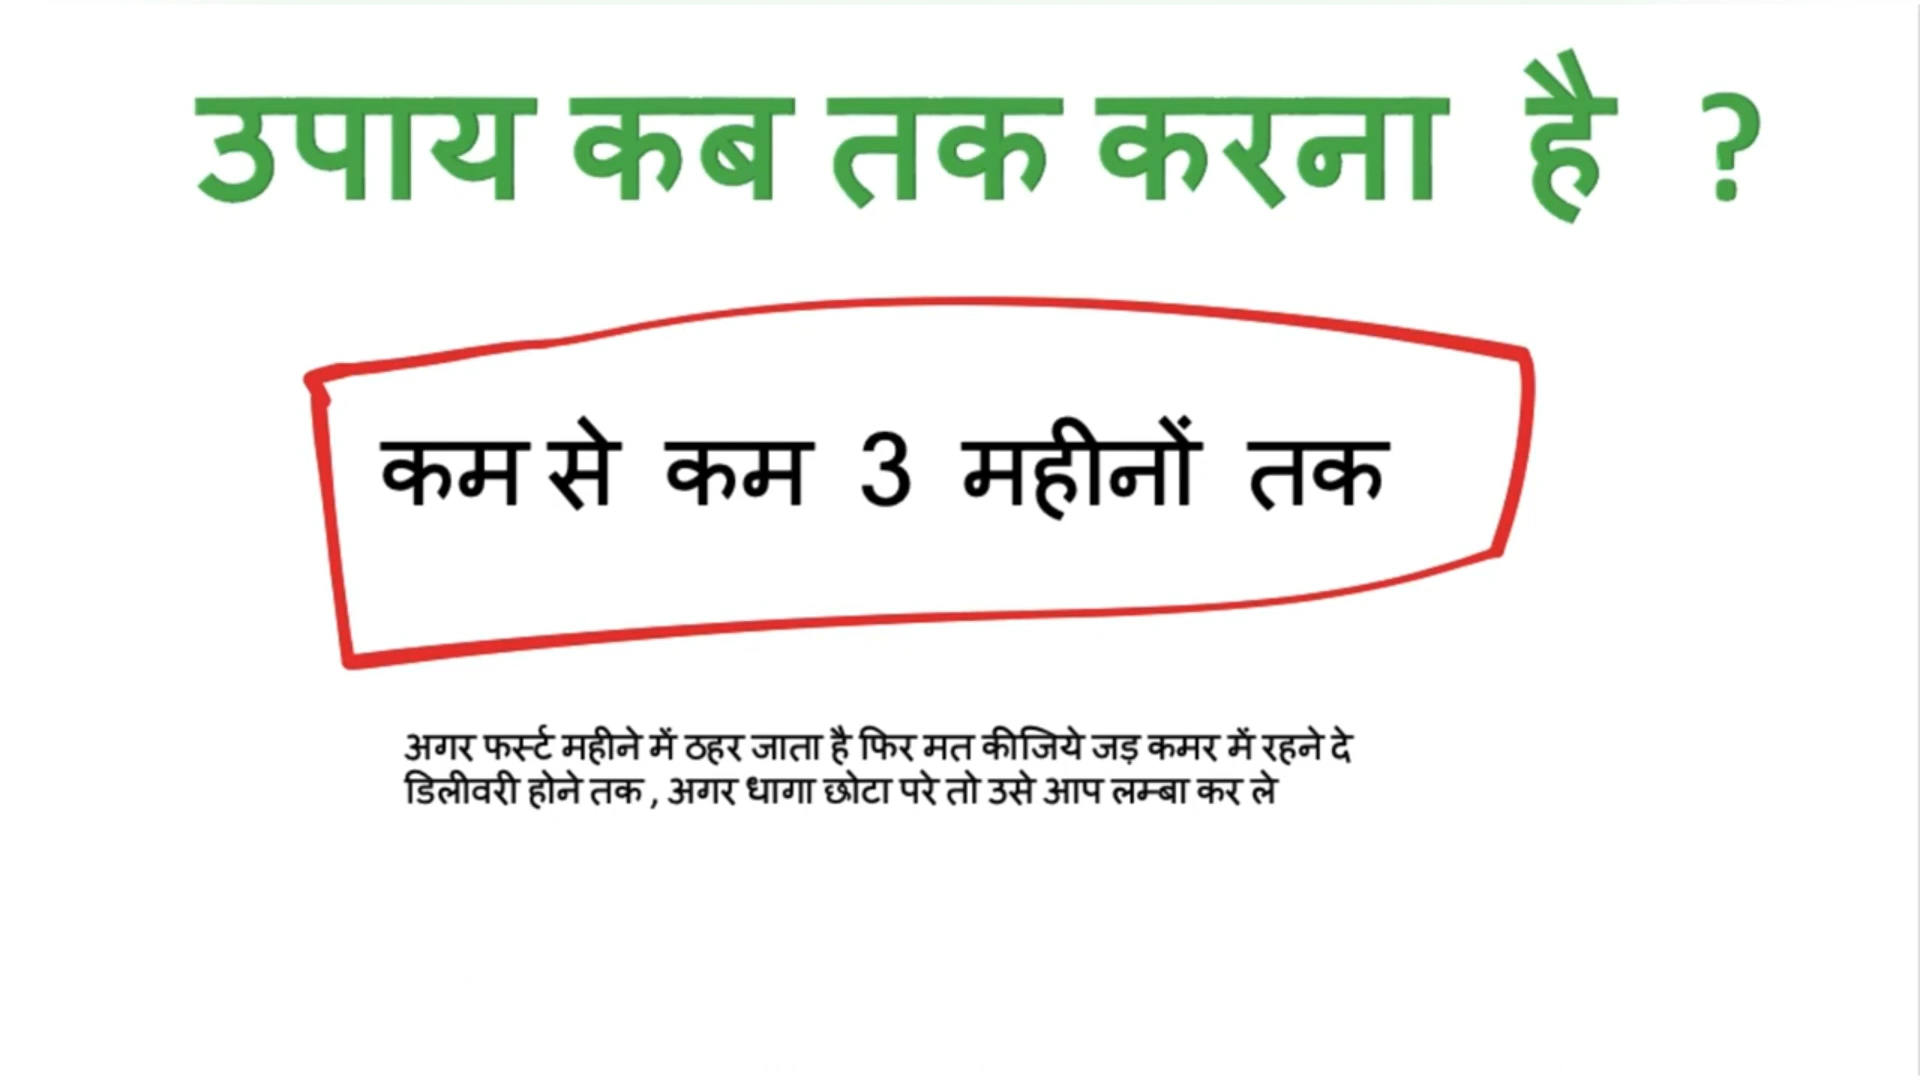 उपाय कब तक करना है ?
कम से कम 3 महीनों तक
अगर फर्स्ट महीने में ठहर जाता है फिर मत कीजिये जड़ कमर में रहने दे
डिलीवरी होने तक , अगर धागा छोटा परे तो उसे आप लम्बा कर ले